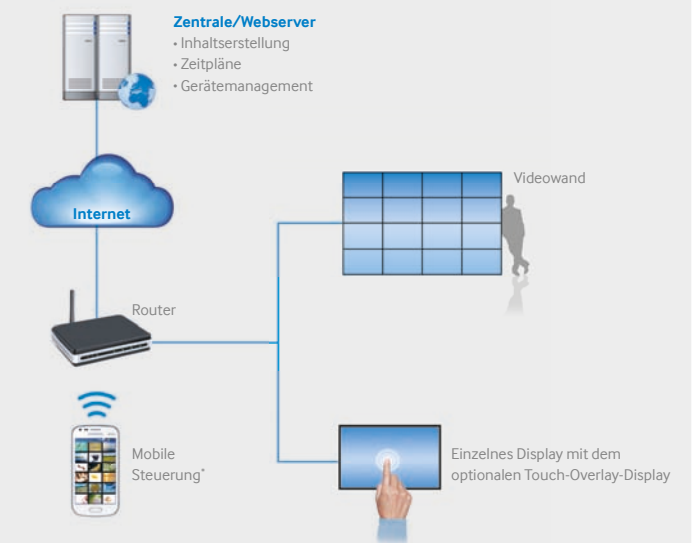 Zentrale/Webserver
• Inhaltserstellung
• Zeitpläne
• Gerätemanagement
Internet
Videowand
Router
Mobile
Steuerung*
Einzelnes Display mit dem
optionalen Touch-Overlay-Display